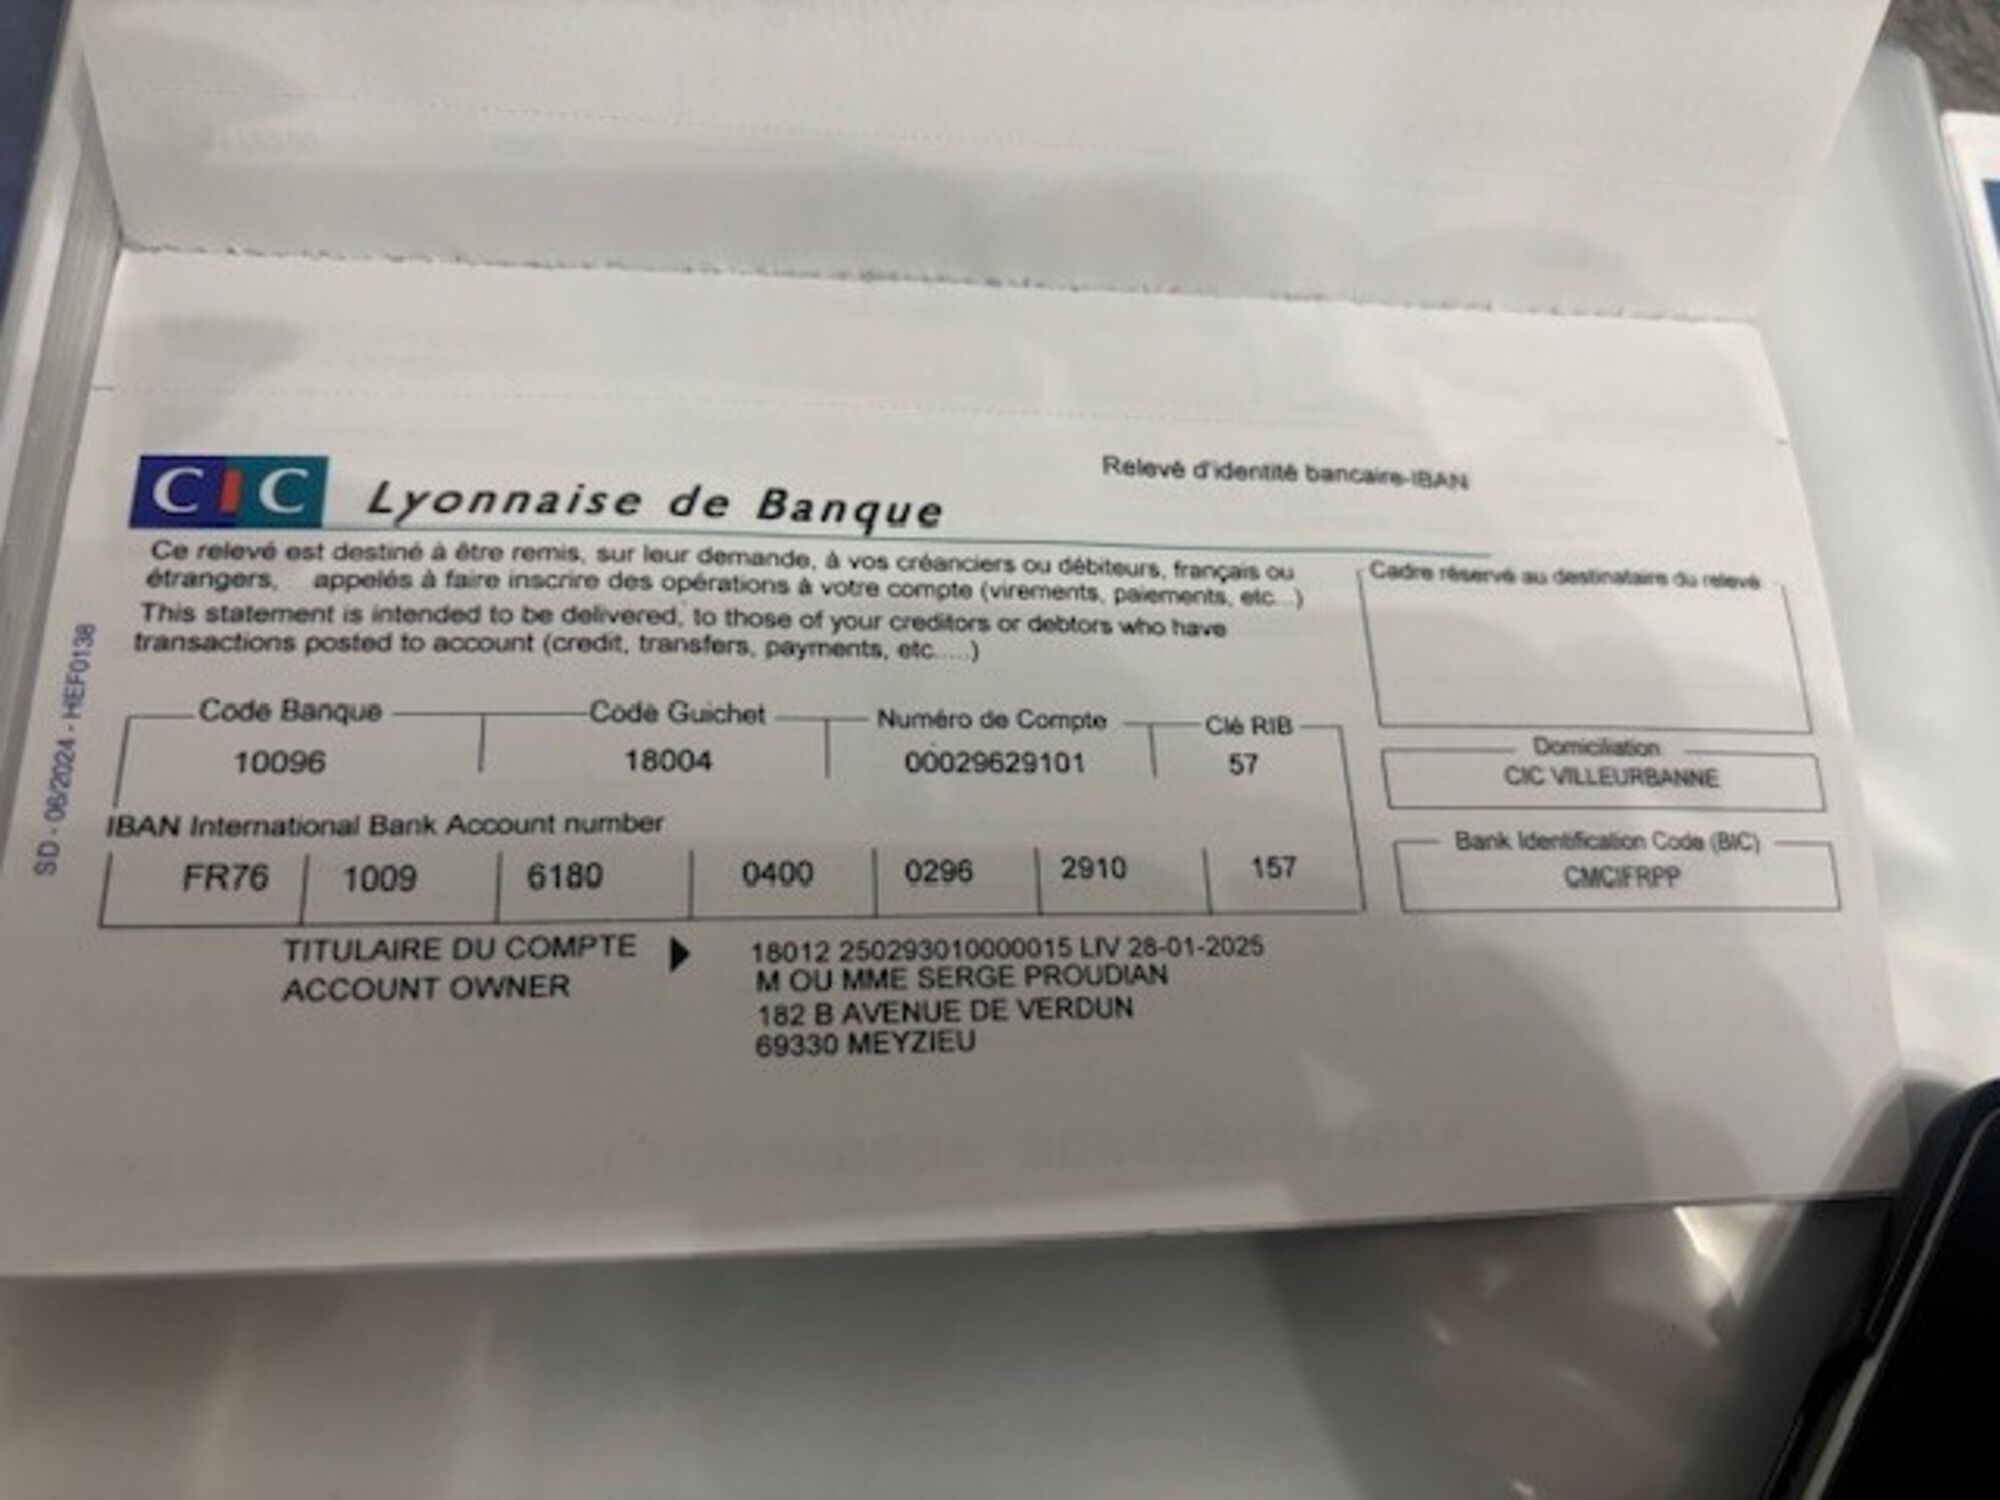 CIC Lyonnaise de Banque
Relevé d'identité bancaire-IBAN
Ce relevé est destiné à être remis, sur leur demande, à vos créanciers ou débiteurs, français ou
étrangers, appelés à faire inscrire des opérations à votre compte (virements, paiements, etc...)
This statement is intended to be delivered, to those of your creditors or debtors who have
transactions posted to account (credit, transfers, payments, etc.....)
Cadre réservé au destinataire du relevé
SD - 06/2024 - HEF0138
Code Banque Code Guichet Numéro de Compte Clé RIB
10096 18004 00029629101 57
Domiciliation
CIC VILLEURBANNE
IBAN International Bank Account number
FR76 1009 6180 0400 0296 2910 157
Bank Identification Code (BIC)
CMCIFRPP
TITULAIRE DU COMPTE
ACCOUNT OWNER
18012 250293010000015 LIV 28-01-2025
M OU MME SERGE PROUDIAN
182 B AVENUE DE VERDUN
69330 MEYZIEU